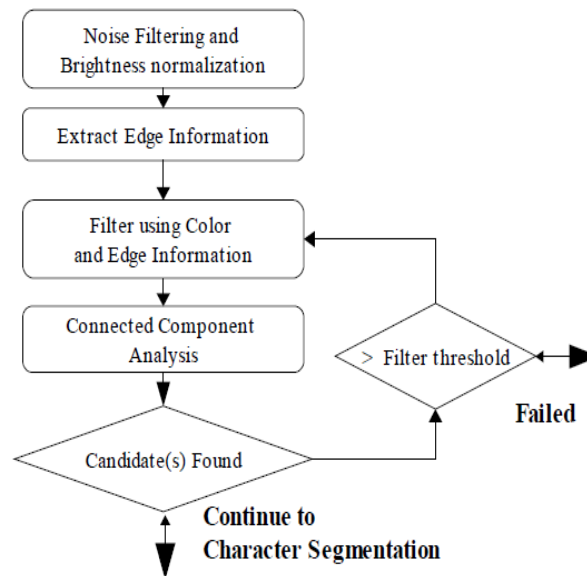 Noise Filtering and
Brightness normalization
Extract Edge Information
Filter using Color
and Edge Information
Connected Component
Analysis
> Filter threshold
Failed
Candidate(s) Found
Continue to
Character Segmentation